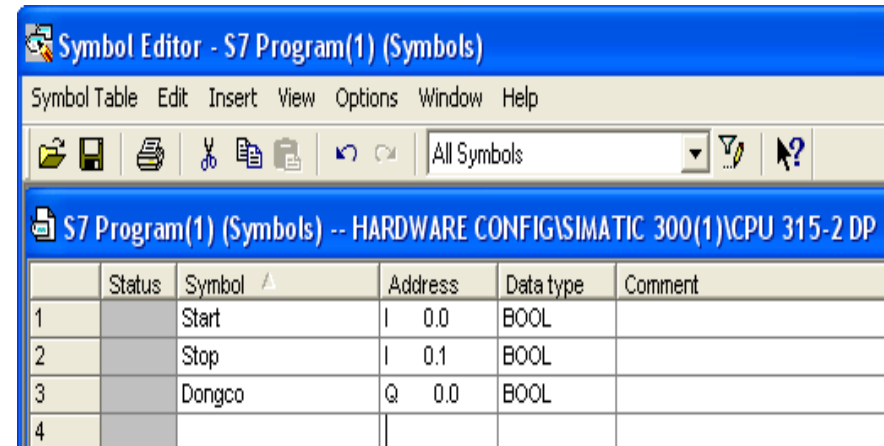 Symbol Editor - S7 Program(1) (Symbols)
Symbol Table Edit Insert View Options Window Help
All Symbols
S7 Program(1) (Symbols) -- HARDWARE CONFIG\SIMATIC 300(1)\CPU 315-2 DP
Status Symbol Address Data type Comment
1 Start I 0.0 BOOL
2 Stop I 0.1 BOOL
3 Dongco Q 0.0 BOOL
4